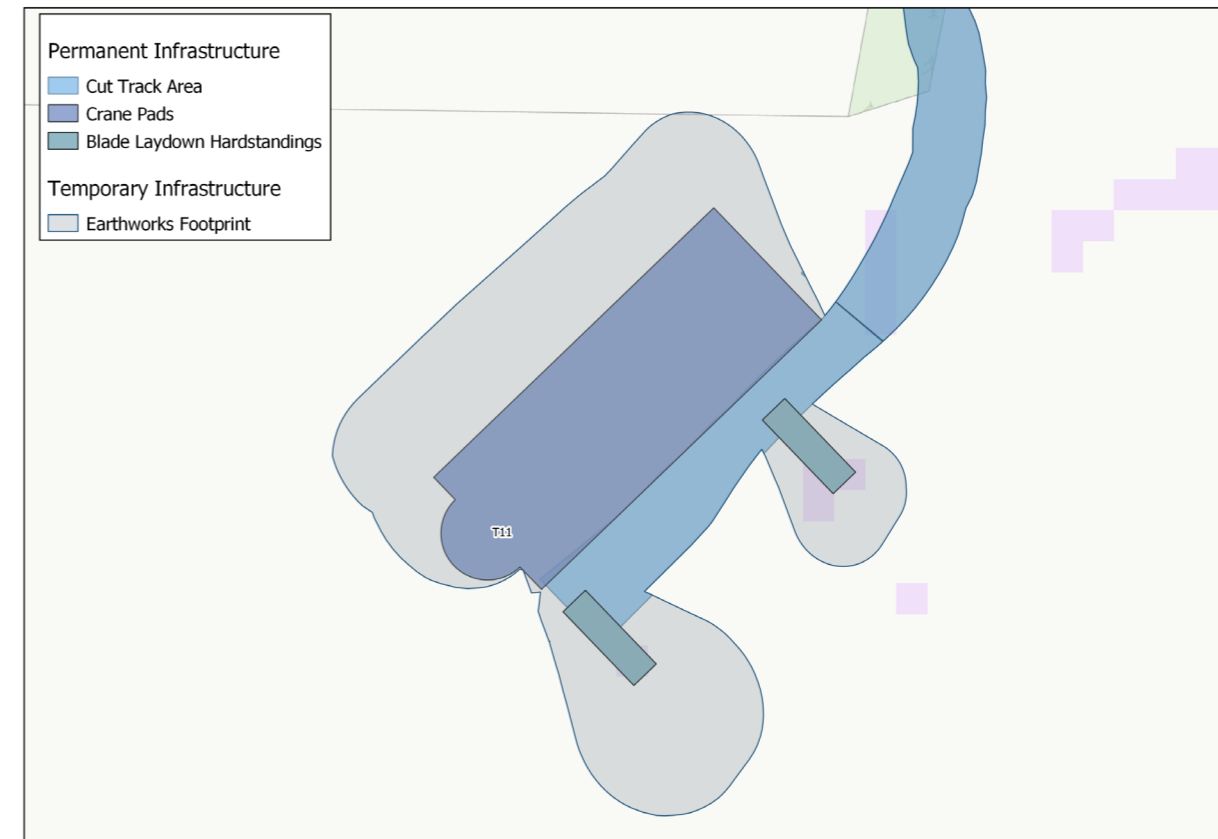 Permanent Infrastructure
Cut Track Area
Crane Pads
Blade Laydown Hardstandings
Temporary Infrastructure
Earthworks Footprint
T11